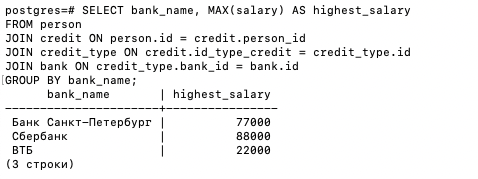 postgres=# SELECT bank_name, MAX(salary) AS highest_salary
FROM person
JOIN credit ON person.id = credit.person_id
JOIN credit_type ON credit.id_type_credit = credit_type.id
JOIN bank ON credit_type.bank_id = bank.id
[GROUP BY bank_name;
      bank_name       | highest_salary
----------------------+----------------
 Банк Санкт-Петербург |          77000
 Сбербанк             |          88000
 ВТБ                  |          22000
(3 строки)